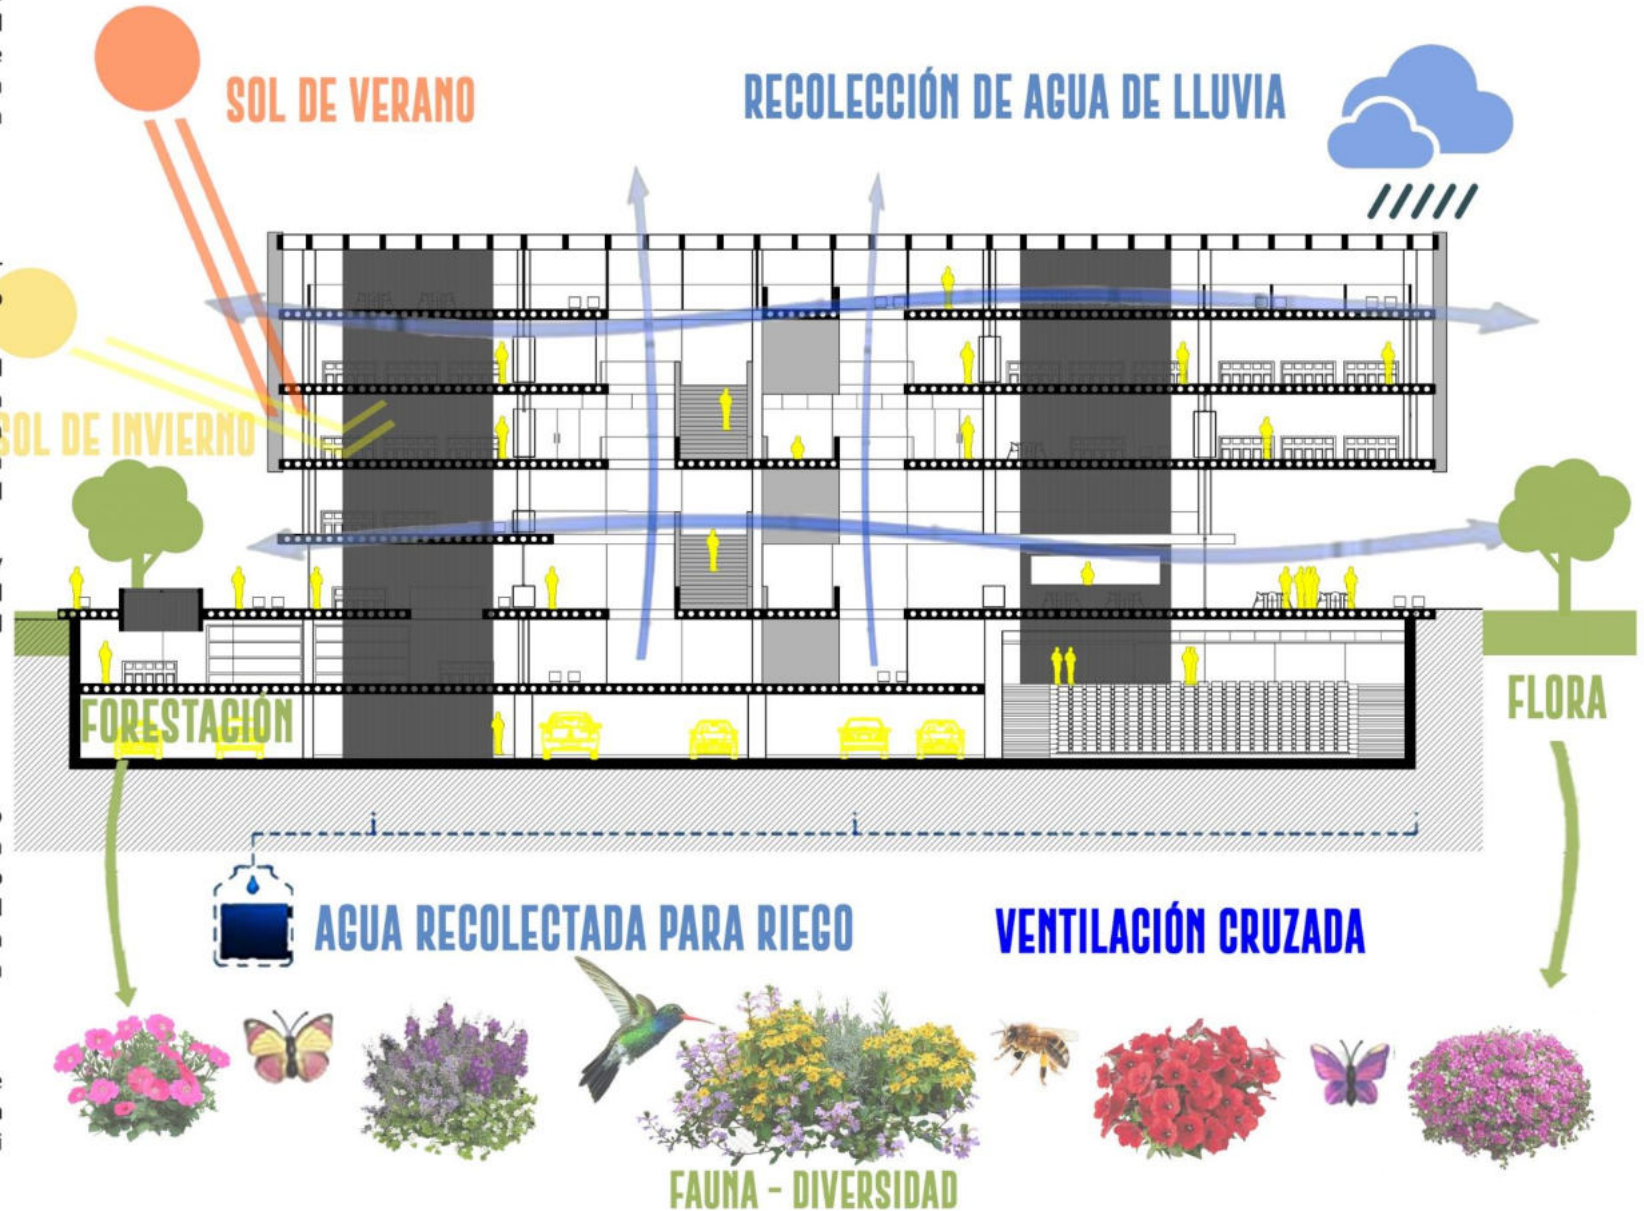 SOL DE VERANO
RECOLECCIÓN DE AGUA DE LLUVIA
SOL DE INVIERNO
FORESTACIÓN
FLORA
AGUA RECOLECTADA PARA RIEGO
VENTILACIÓN CRUZADA
FAUNA - DIVERSIDAD